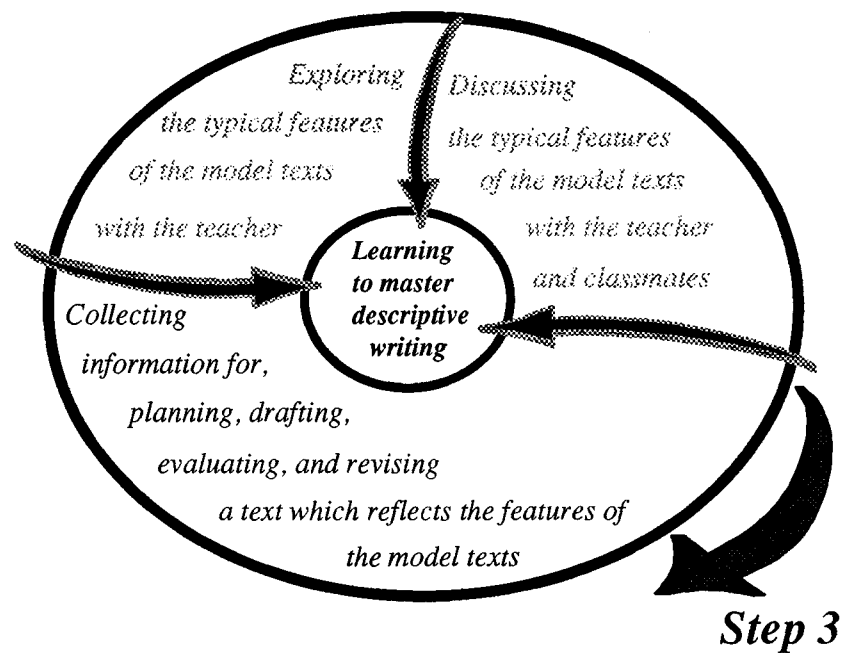 Exploring
the typical features
of the model texts
with the teacher
Discussing
the typical features
of the model texts
with the teacher
and classmates
Learning
to master
descriptive
writing
Collecting
information for,
planning, drafting,
evaluating, and revising
a text which reflects the features of
the model texts
Step 3